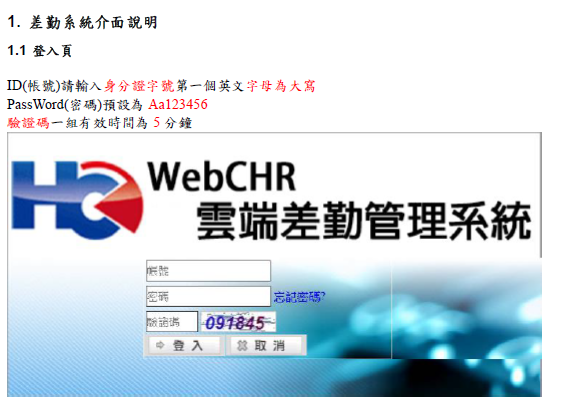 1. 差勤系統介面說明
1.1 登入頁
ID(帳號)請輸入身分證字號第一個英文字母為大寫
PassWord(密碼)預設為 Aa123456
驗證碼一組有效時間為 5 分鐘
HC WebCHR
雲端差勤管理系統
帳號
密碼 忘記密碼?
驗證碼 091845
登入 取消